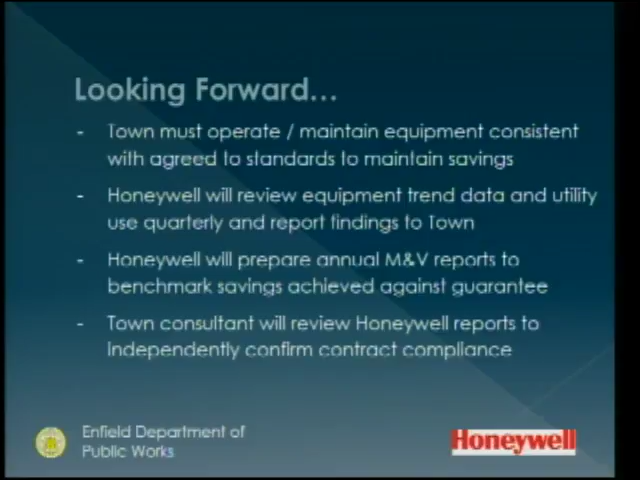 Looking Forward...
- Town must operate / maintain equipment consistent
with agreed to standards to maintain savings
- Honeywell will review equipment trend data and utility
use quarterly and report findings to Town
- Honeywell will prepare annual M&V reports to
benchmark savings achieved against guarantee
- Town consultant will review Honeywell reports to
independently confirm contract compliance
Enfield Department of
Public Works
Honeywell